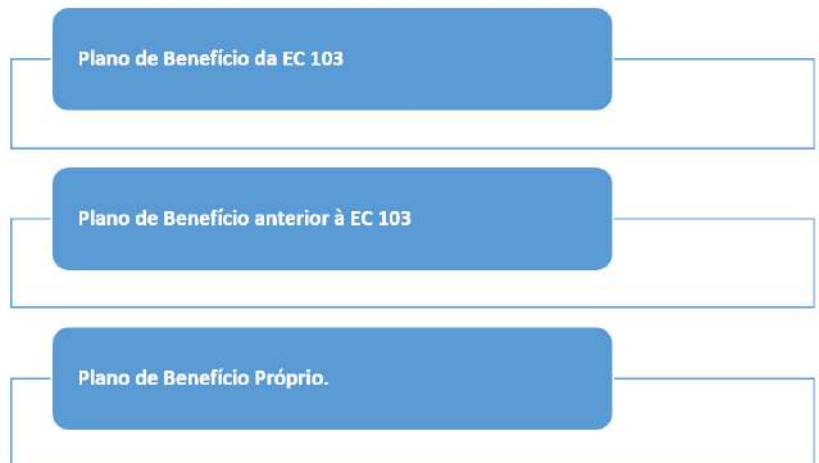 Plano de Benefício da EC 103
Plano de Benefício anterior à EC 103
Plano de Benefício Próprio.